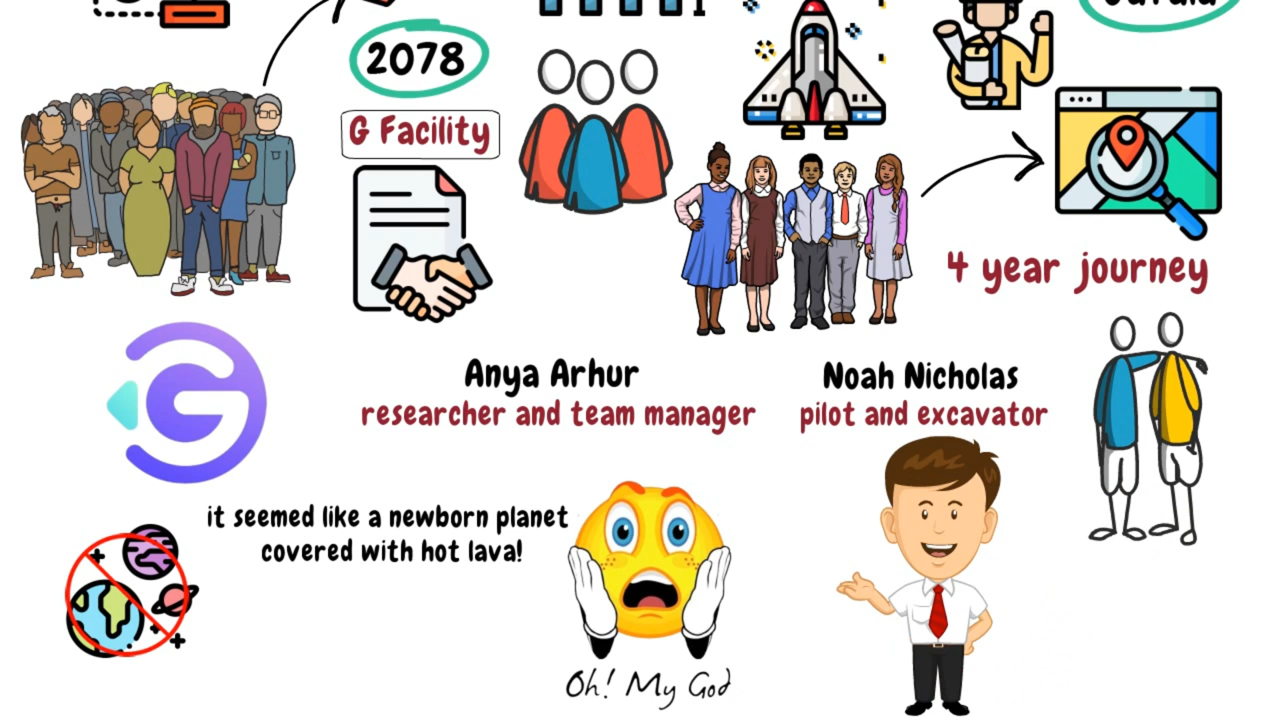 2078
G Facility
4 year journey
Anya Arhur
researcher and team manager
Noah Nicholas
pilot and excavator
it seemed like a newborn planet
covered with hot lava!
Oh! My God